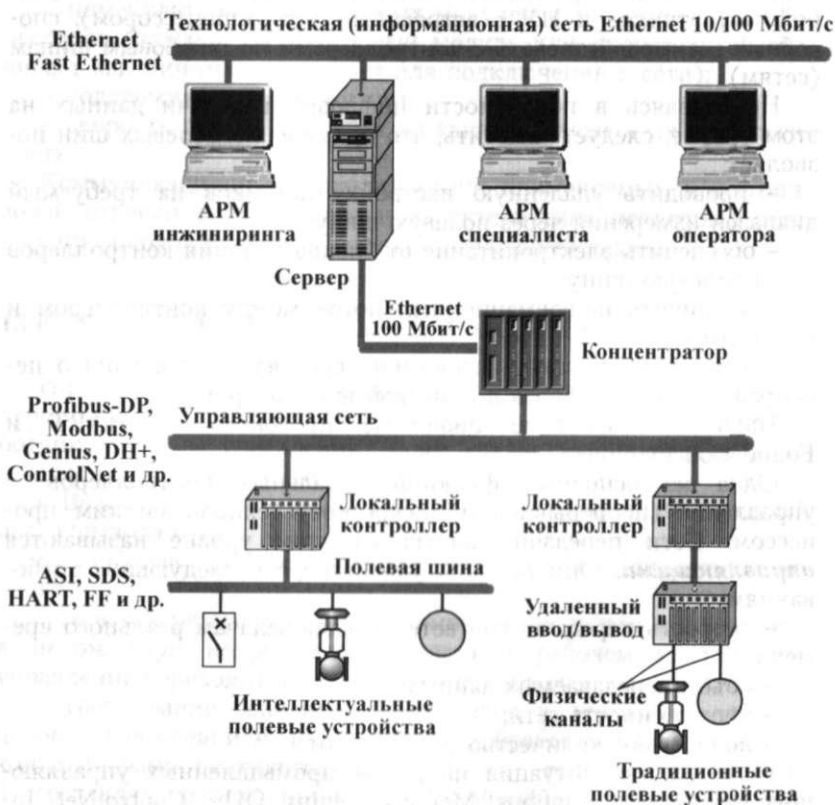 Технологическая (информационная) сеть Ethernet 10/100 Мбит/с
Ethernet
Fast Ethernet
АРМ
инжиниринга
Сервер
АРМ
специалиста
АРМ
оператора
Ethernet
100 Мбит/с
Концентратор
Profibus-DP,
Modbus,
Genius, DH+,
ControlNet и др.
Управляющая сеть
Локальный
контроллер
Локальный
контроллер
ASI, SDS,
HART, FF и др.
Полевая шина
Удаленный
ввод/вывод
Интеллектуальные
полевые устройства
Физические
каналы
Традиционные
полевые устройства